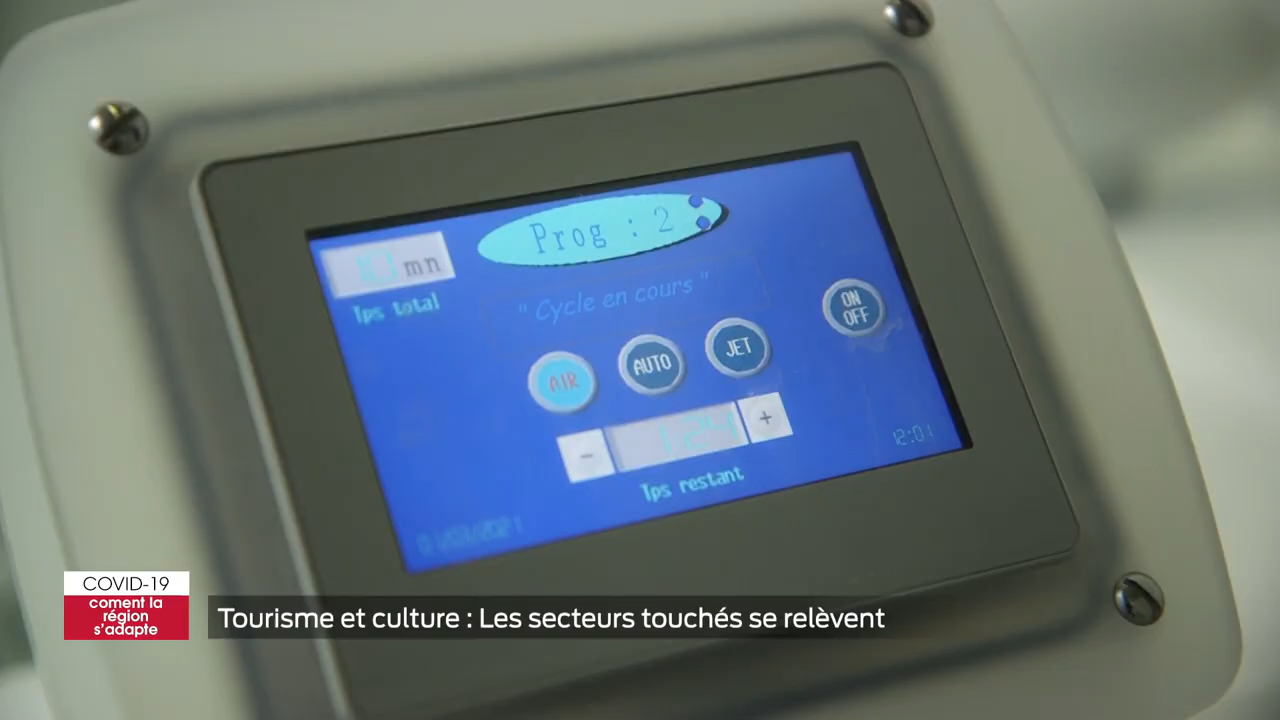 Prog : 2
mn
Tps total
" Cycle en cours "
ON
OFF
AIR
AUTO
JET
-
+
Tps restant
12:01
COVID-19
coment la
région
s'adapte
Tourisme et culture : Les secteurs touchés se relèvent